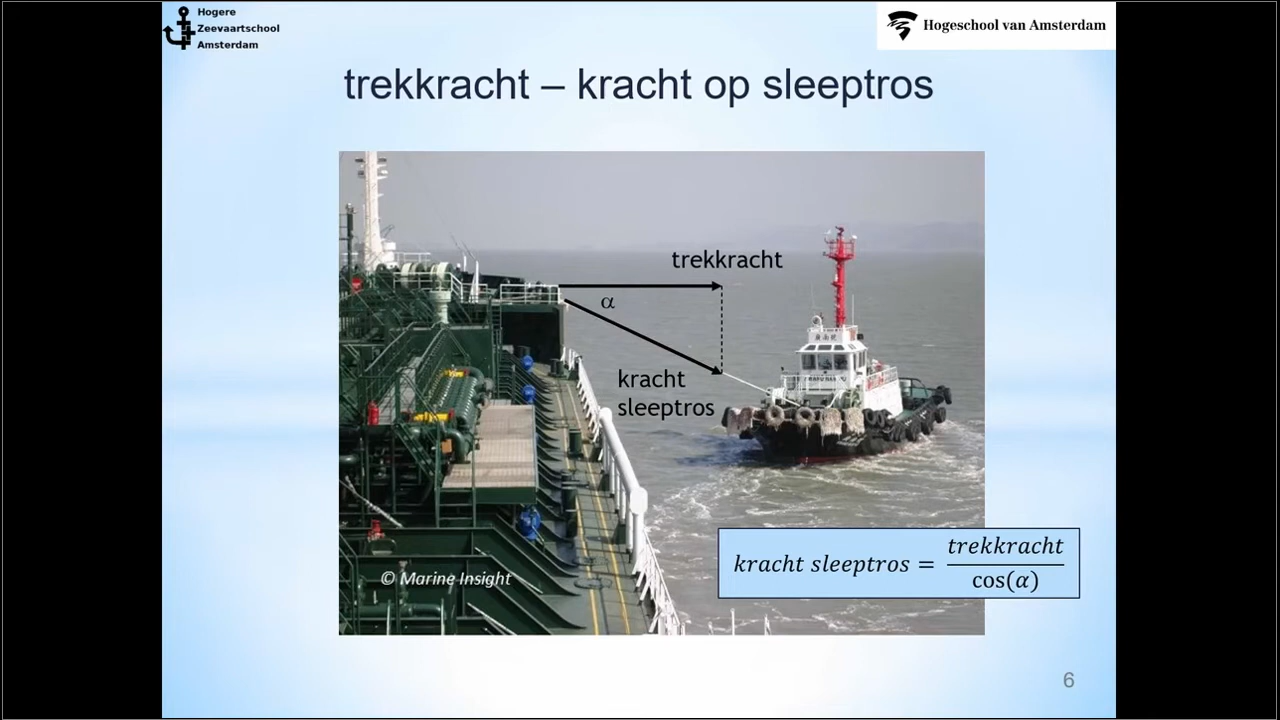 Hogere
Zeevaartschool
Amsterdam
Hogeschool van Amsterdam
trekkracht – kracht op sleeptros
trekkracht
α
kracht
sleeptros
© Marine Insight
kracht sleeptros = trekkracht / cos(α)
6